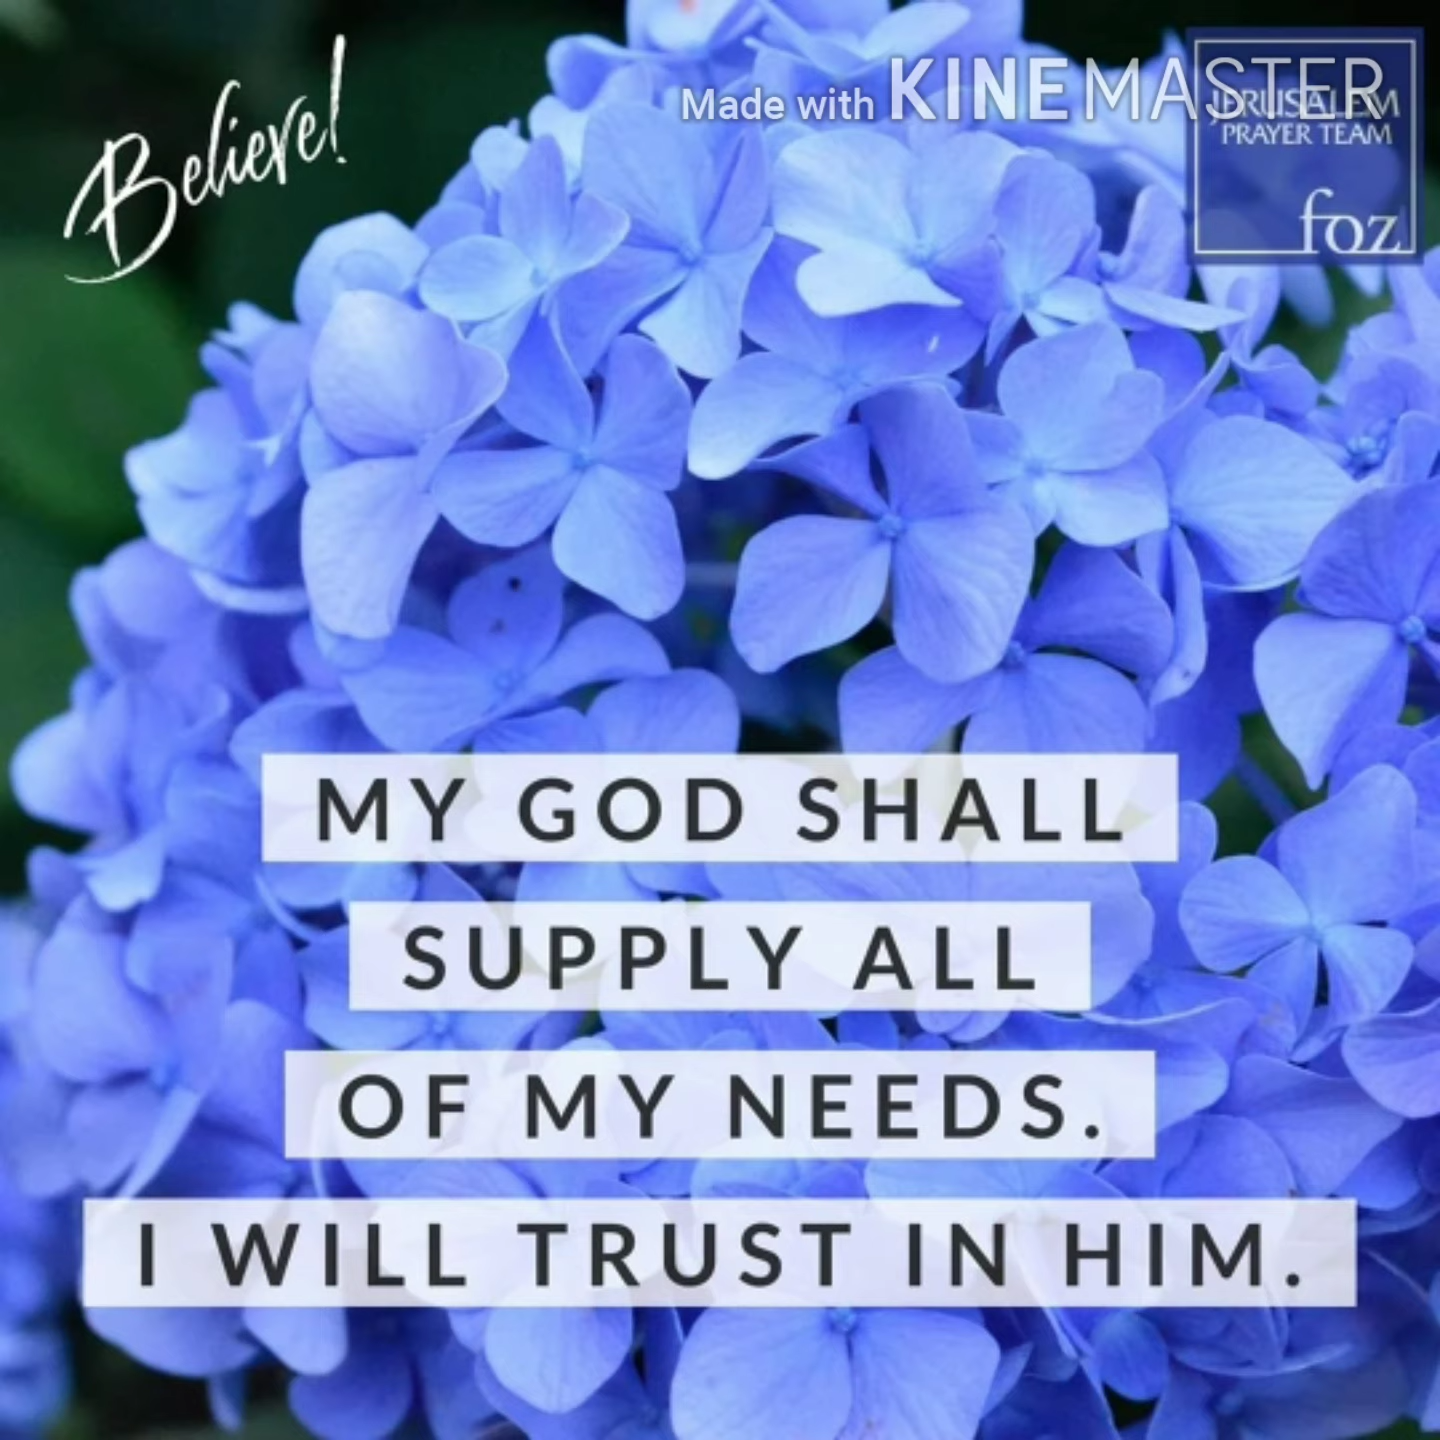 Believe!
Made with KINEMASTER
JERUSALEM
PRAYER TEAM
foz
MY GOD SHALL
SUPPLY ALL
OF MY NEEDS.
I WILL TRUST IN HIM.